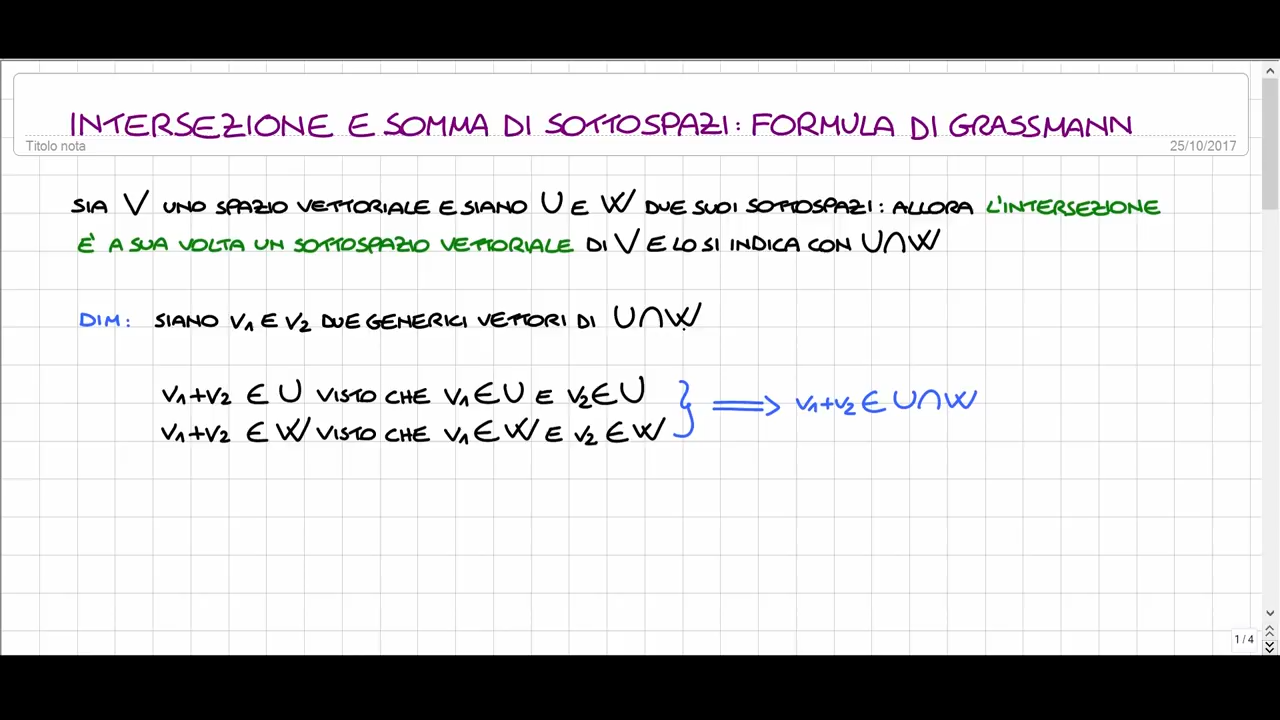 INTERSEZIONE E SOMMA DI SOTTOSPAZI: FORMULA DI GRASSMANN
Titolo nota 25/10/2017
SIA V UNO SPAZIO VETTORIALE E SIANO U E W DUE SUOI SOTTOSPAZI: ALLORA L'INTERSEZIONE
E' A SUA VOLTA UN SOTTOSPAZIO VETTORIALE DI V E LO SI INDICA CON U∩W
DIM: SIANO V₁ E V₂ DUE GENERICI VETTORI DI U∩W
V₁+V₂ ∈ U VISTO CHE V₁∈U E V₂∈U
V₁+V₂ ∈ W VISTO CHE V₁∈W E V₂∈W } ⟹ V₁+V₂ ∈ U∩W
1 / 4